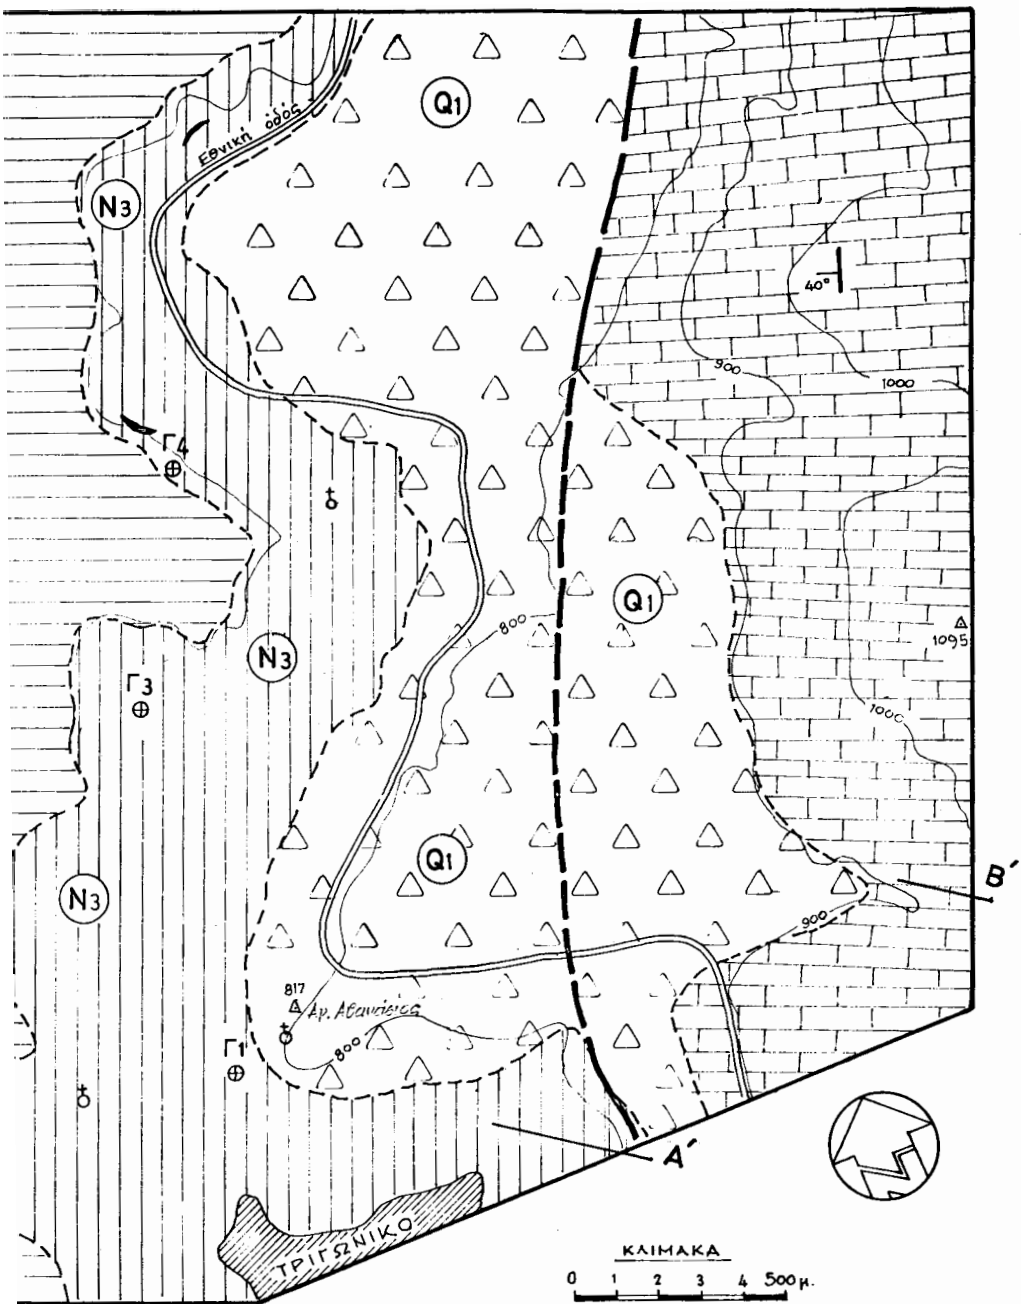 Q1
Εθνική οδός
N3
40°
900
1000
Γ4
Q1
800
1095
N3
Γ3
1000
Q1
N3
B'
900
817
Αγ. Αθανάσιος
800
Γ1
A'
ΤΡΙΓΩΝΙΚΟ
ΚΛΙΜΑΚΑ
0 1 2 3 4 500μ.